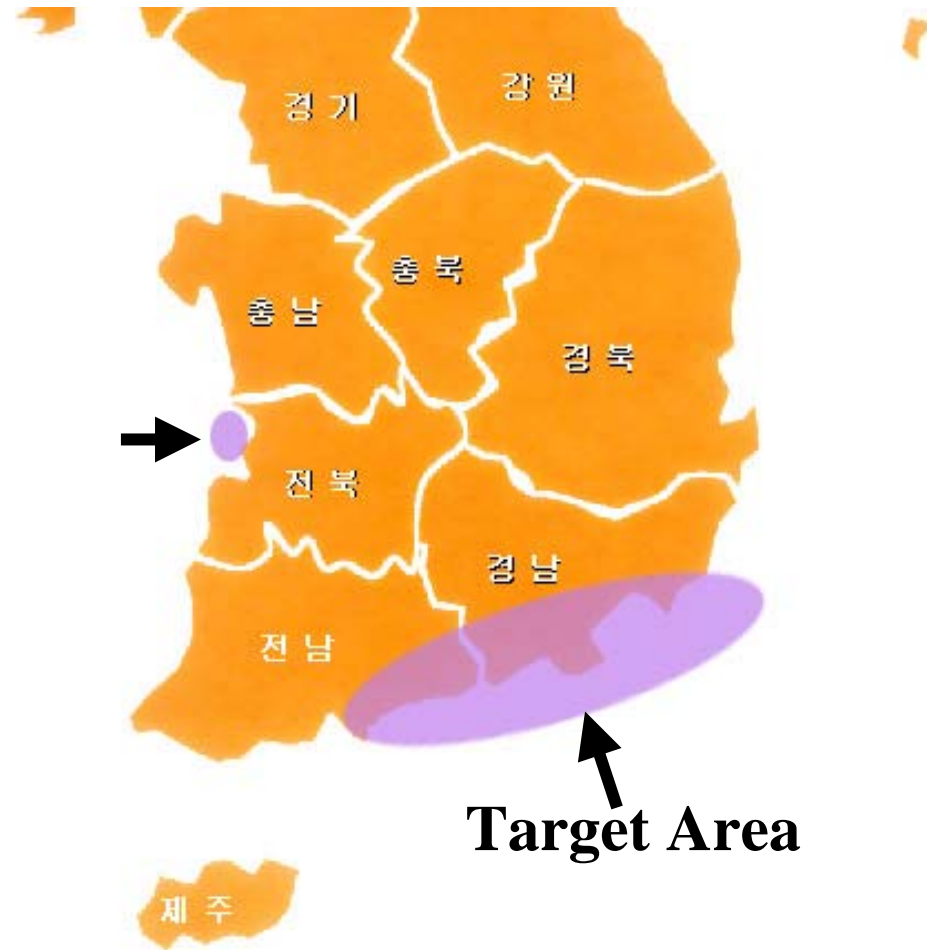 강 원
경 기
충 북
충 남
경 북
전 북
경 남
전 남
Target Area
제 주